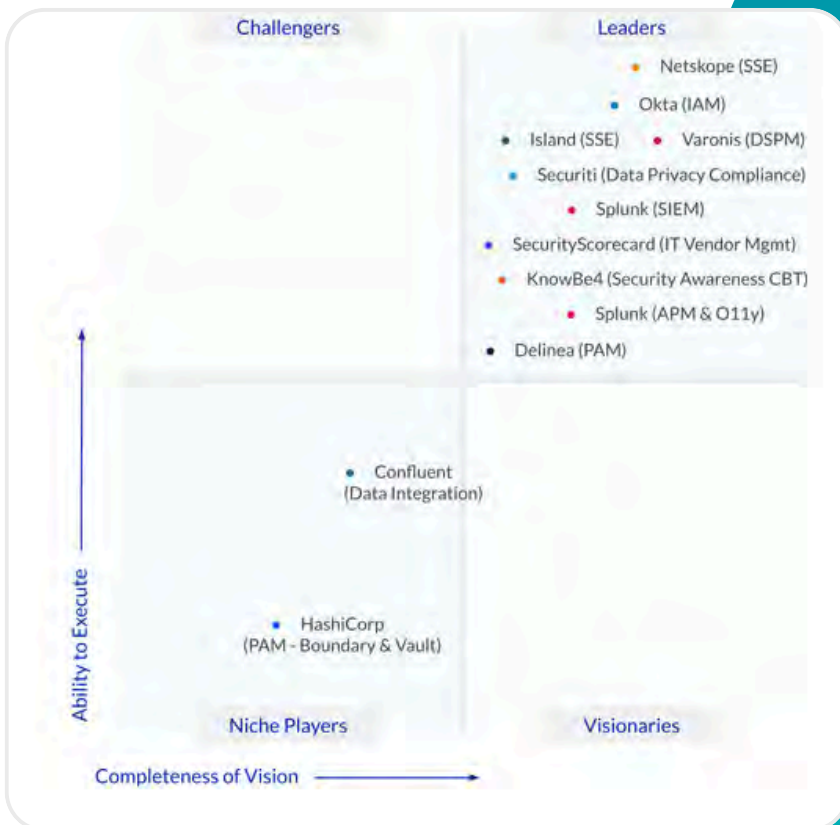 Challengers
Leaders
Netskope (SSE)
Okta (IAM)
Island (SSE)
Varonis (DSPM)
Securiti (Data Privacy Compliance)
Splunk (SIEM)
SecurityScorecard (IT Vendor Mgmt)
KnowBe4 (Security Awareness CBT)
Splunk (APM & O11y)
Delinea (PAM)
Confluent
(Data Integration)
HashiCorp
(PAM - Boundary & Vault)
Ability to Execute
Niche Players
Visionaries
Completeness of Vision